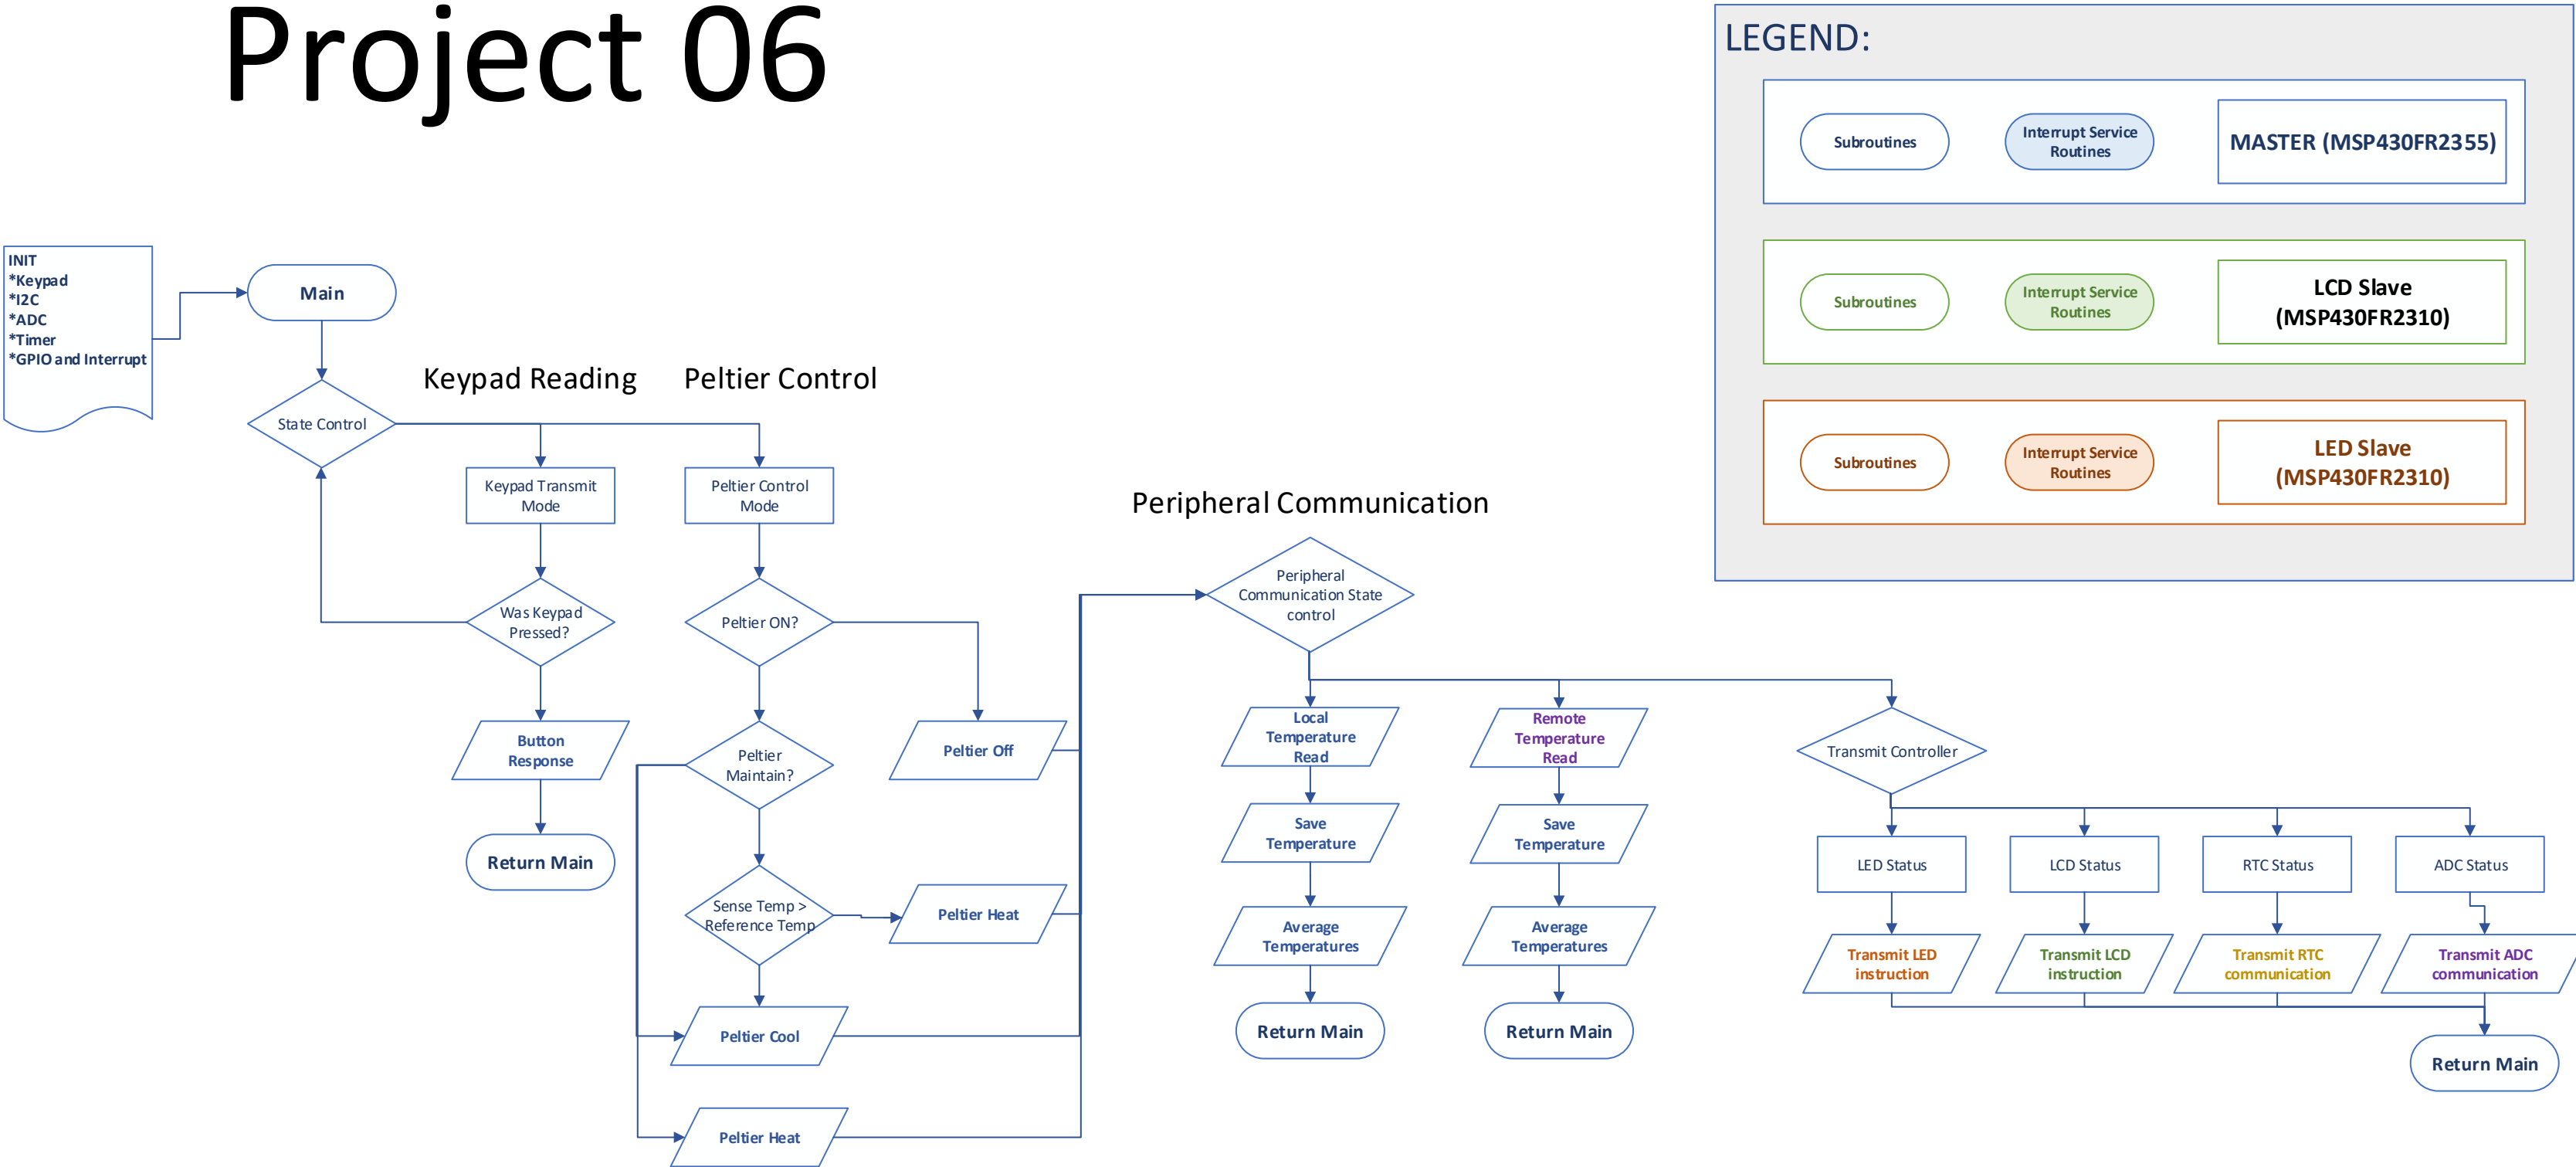 Project 06
LEGEND:
Subroutines
Interrupt Service
Routines
MASTER (MSP430FR2355)
Subroutines
Interrupt Service
Routines
LCD Slave
(MSP430FR2310)
Subroutines
Interrupt Service
Routines
LED Slave
(MSP430FR2310)
INIT
*Keypad
*I2C
*ADC
*Timer
*GPIO and Interrupt
Main
State Control
Keypad Reading
Keypad Transmit
Mode
Was Keypad
Pressed?
Button
Response
Return Main
Peltier Control
Peltier Control
Mode
Peltier ON?
Peltier
Maintain?
Peltier Off
Sense Temp >
Reference Temp
Peltier Heat
Peltier Cool
Peltier Heat
Peripheral Communication
Peripheral
Communication State
control
Local
Temperature
Read
Save
Temperature
Average
Temperatures
Return Main
Remote
Temperature
Read
Save
Temperature
Average
Temperatures
Return Main
Transmit Controller
LED Status
LCD Status
RTC Status
ADC Status
Transmit LED
instruction
Transmit LCD
instruction
Transmit RTC
communication
Transmit ADC
communication
Return Main